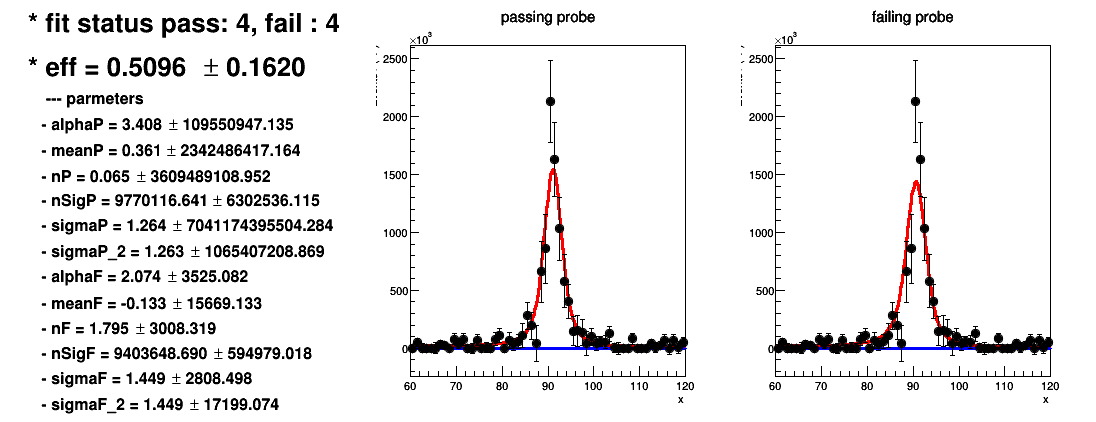 * fit status pass: 4, fail : 4
* eff = 0.5096 ± 0.1620
--- parmeters
- alphaP = 3.408 ± 109550947.135
- meanP = 0.361 ± 2342486417.164
- nP = 0.065 ± 3609489108.952
- nSigP = 9770116.641 ± 6302536.115
- sigmaP = 1.264 ± 7041174395504.284
- sigmaP_2 = 1.263 ± 1065407208.869
- alphaF = 2.074 ± 3525.082
- meanF = -0.133 ± 15669.133
- nF = 1.795 ± 3008.319
- nSigF = 9403648.690 ± 594979.018
- sigmaF = 1.449 ± 2808.498
- sigmaF_2 = 1.449 ± 17199.074
passing probe
×10³
2500
2000
1500
1000
500
0
60 70 80 90 100 110 120
x
failing probe
×10³
2500
2000
1500
1000
500
0
60 70 80 90 100 110 120
x